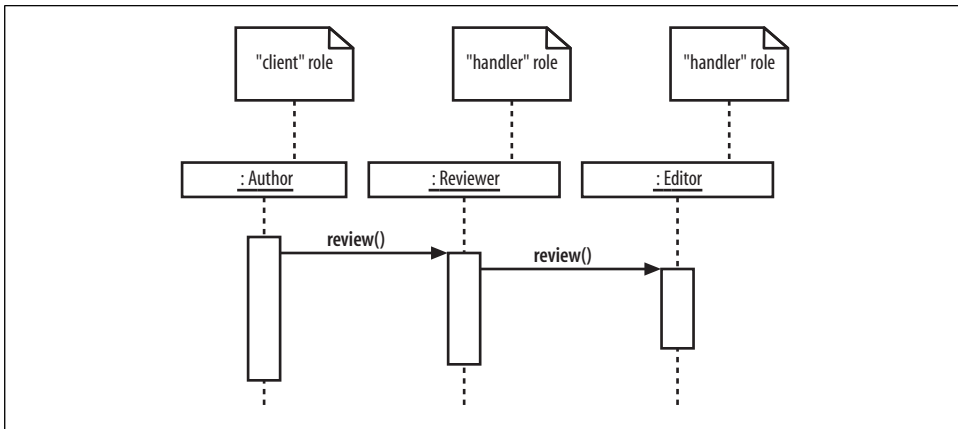 "client" role
"handler" role
"handler" role
: Author
: Reviewer
: Editor
review()
review()